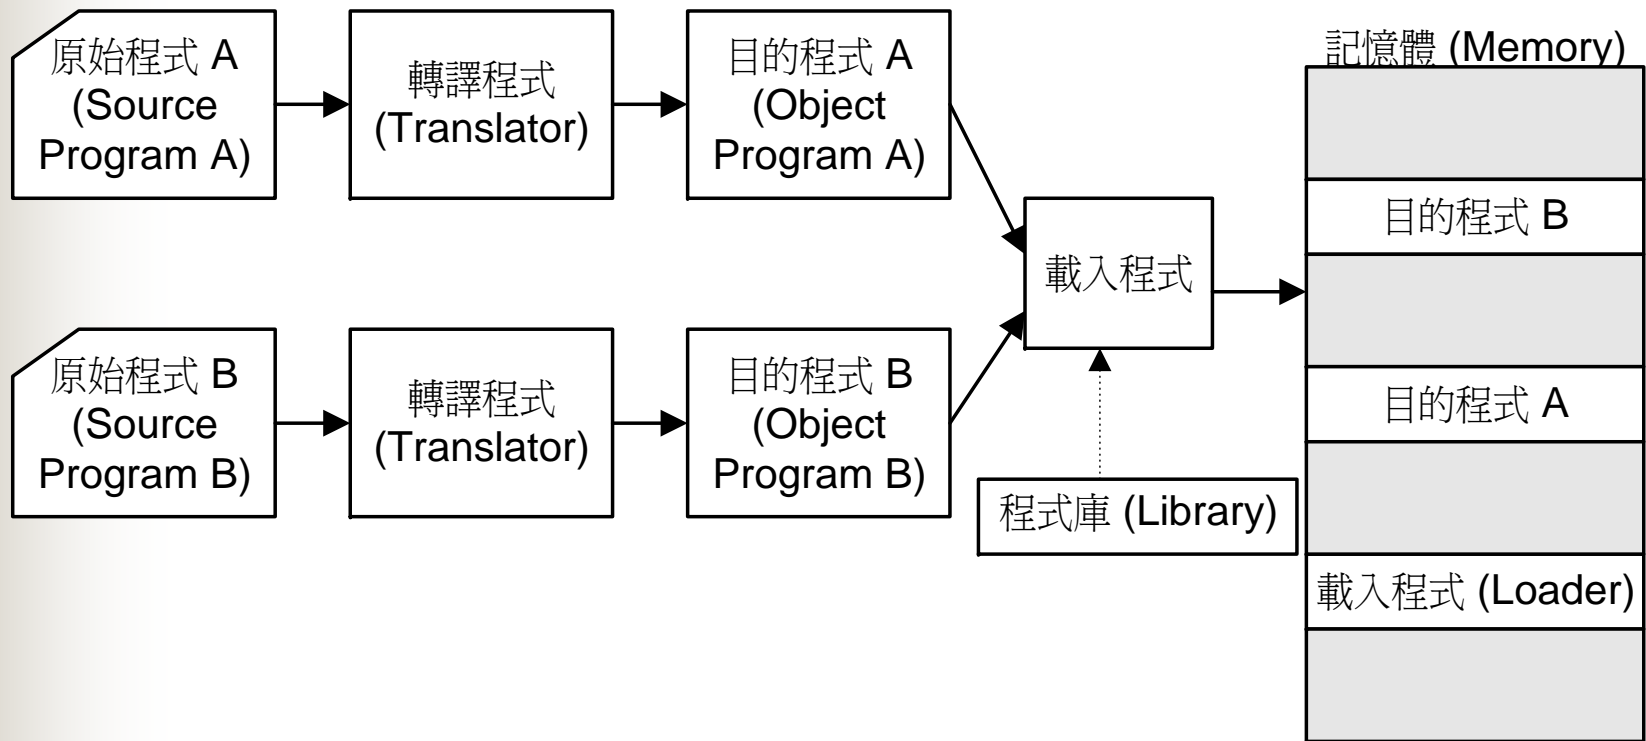 原始程式 A
(Source
Program A)
轉譯程式
(Translator)
目的程式 A
(Object
Program A)
原始程式 B
(Source
Program B)
轉譯程式
(Translator)
目的程式 B
(Object
Program B)
載入程式
程式庫 (Library)
記憶體 (Memory)
目的程式 B
目的程式 A
載入程式 (Loader)